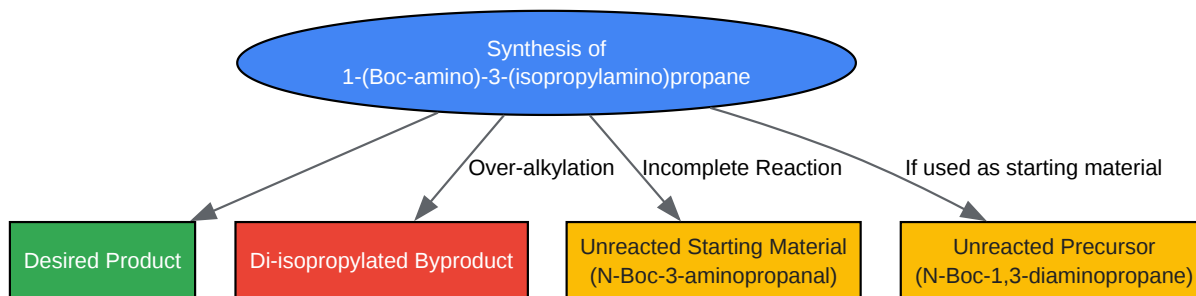 Synthesis of
1-(Boc-amino)-3-(isopropylamino)propane
Over-alkylation
Incomplete Reaction
If used as starting material
Desired Product
Di-isopropylated Byproduct
Unreacted Starting Material
(N-Boc-3-aminopropanal)
Unreacted Precursor
(N-Boc-1,3-diaminopropane)